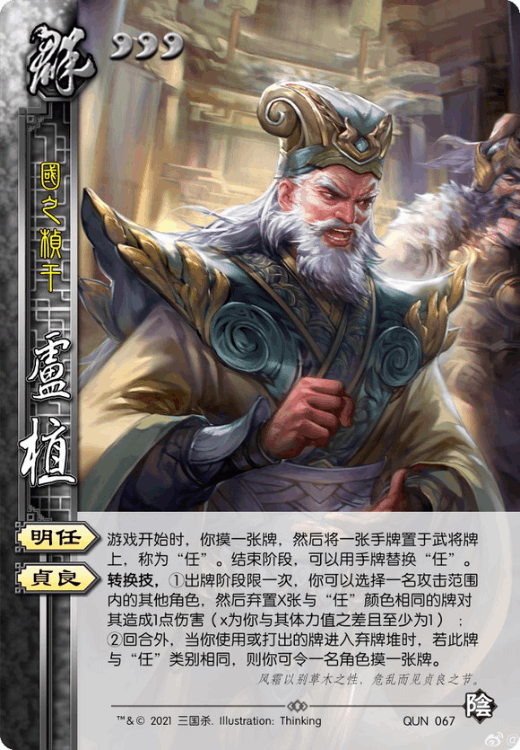 群
國之楨干
盧植
明任
游戏开始时，你摸一张牌，然后将一张手牌置于武将牌
上，称为“任”。结束阶段，可以用手牌替换“任”。
貞良
转换技，①出牌阶段限一次，你可以选择一名攻击范围
内的其他角色，然后弃置X张与“任”颜色相同的牌对
其造成1点伤害（x为你与其体力值之差且至少为1）；
②回合外，当你使用或打出的牌进入弃牌堆时，若此牌
与“任”类别相同，则你可令一名角色摸一张牌。
风霜以别草木之性，危乱而见贞良之节。
™&© 2021 三国杀. Illustration: Thinking
QUN 067
陰